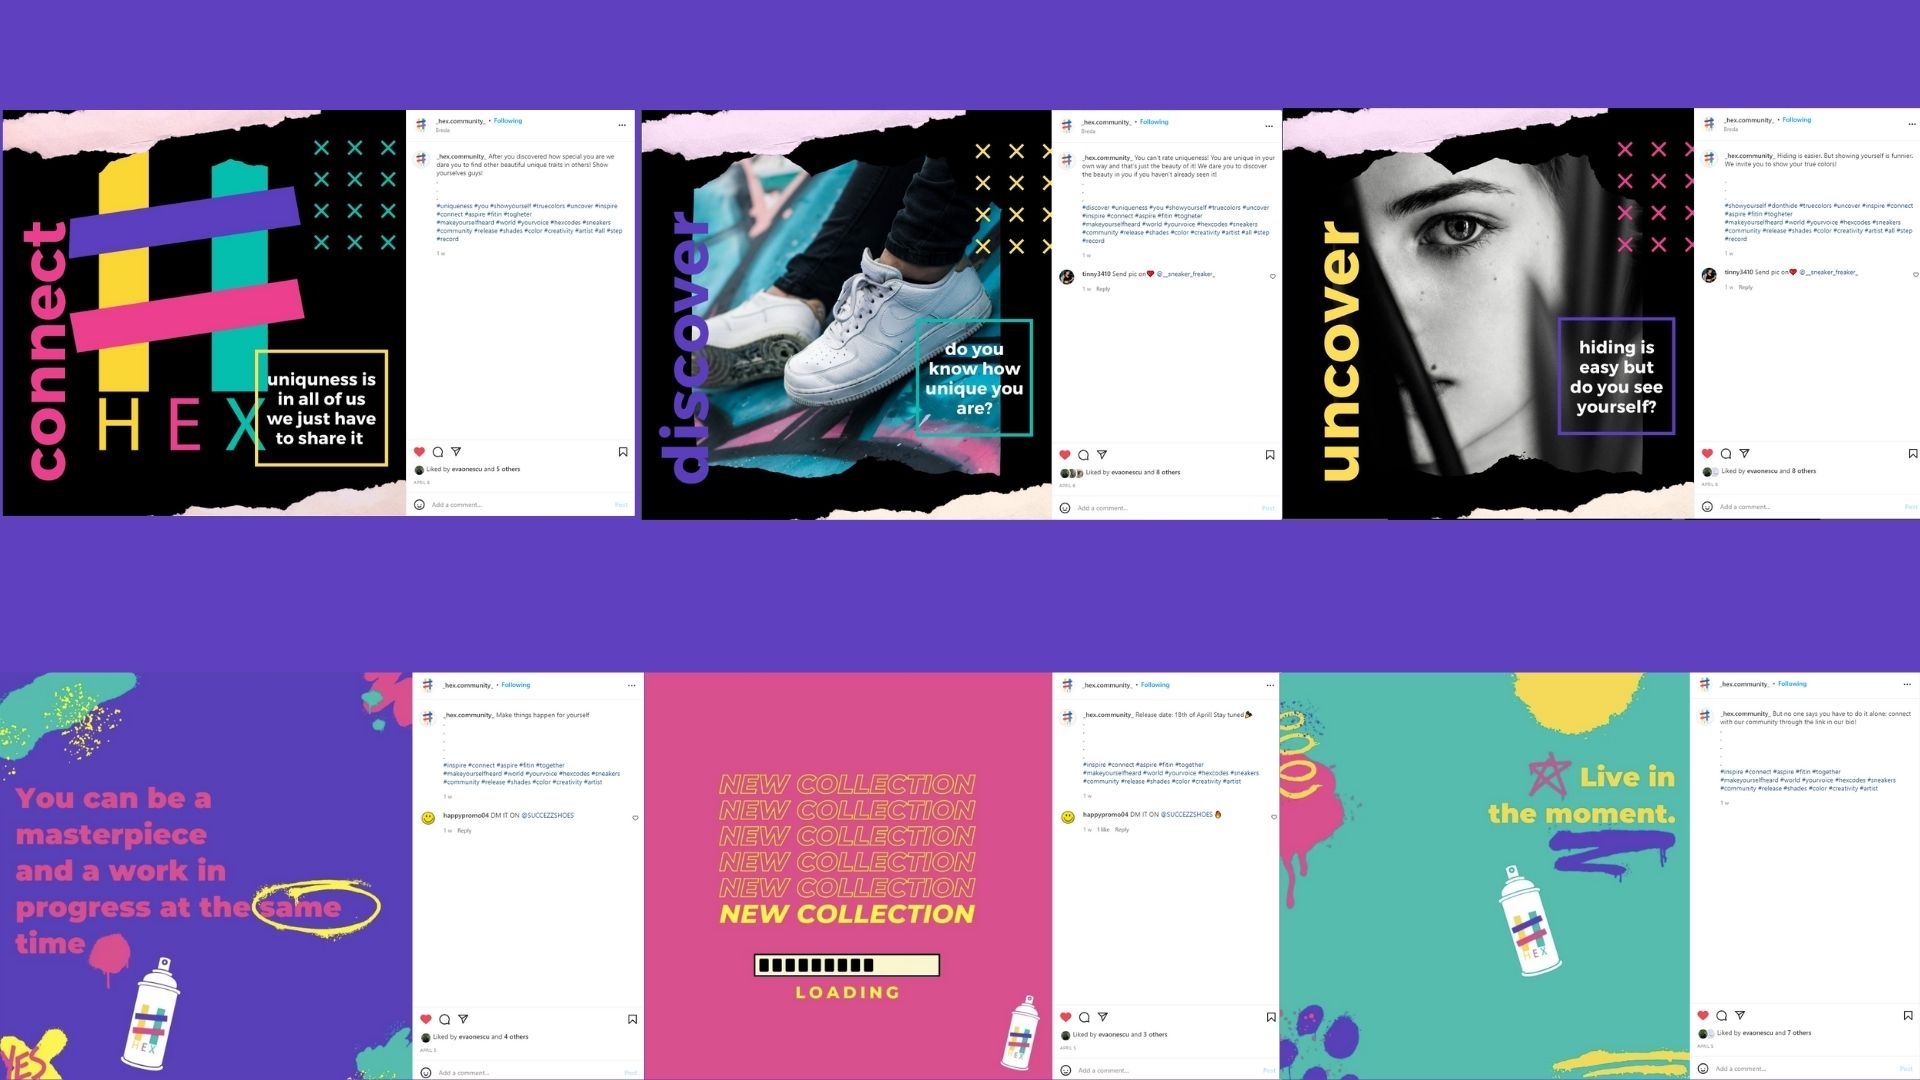 connect
H E X
uniquness is
in all of us
we just have
to share it
_hex.community_ • Following
Breda
_hex.community_ After you discovered how special you are we
dare you to find other beautiful unique traits in others! Show
yourselves guys!
.
.
.
#uniqueness #you #showyourself #truecolors #uncover #inspire
#connect #aspire #fitin #togheter
#makeyourselfheard #world #yourvoice #hexcodes #sneakers
#community #release #shades #color #creativity #artist #all #step
#record
1 w
Liked by evaonescu and 5 others
APRIL 8
Add a comment...
Post
discover
do you
know how
unique you
are?
_hex.community_ • Following
Breda
_hex.community_ You can't rate uniqueness! You are unique in your
own way and that's just the beauty of it! We dare you to discover
the beauty in you if you haven't already seen it!
.
.
.
#discover #uniqueness #you #showyourself #truecolors #uncover
#inspire #connect #aspire #fitin #togheter
#makeyourselfheard #world #yourvoice #hexcodes #sneakers
#community #release #shades #color #creativity #artist #all #step
#record
1 w
tinny3410 Send pic on❤️ @__sneaker_freaker_
1 w Reply
Liked by evaonescu and 8 others
APRIL 8
Add a comment...
Post
uncover
hiding is
easy but
do you see
yourself?
_hex.community_ • Following
Breda
_hex.community_ Hiding is easier. But showing yourself is funnier.
We invite you to show your true colors!
.
.
.
#showyourself #donthide #truecolors #uncover #inspire #connect
#aspire #fitin #togheter
#makeyourselfheard #world #yourvoice #hexcodes #sneakers
#community #release #shades #color #creativity #artist #all #step
#record
1 w
tinny3410 Send pic on❤️ @__sneaker_freaker_
1 w Reply
Liked by evaonescu and 8 others
Add a comment...
Post
You can be a
masterpiece
and a work in
progress at the same
time
HEX
YES
_hex.community_ • Following
_hex.community_ Make things happen for yourself
.
.
.
.
.
#inspire #connect #aspire #fitin #together
#makeyourselfheard #world #yourvoice #hexcodes #sneakers
#community #release #shades #color #creativity #artist
1 w
happypromo04 DM IT ON @SUCCEZZSHOES
1 w Reply
Liked by evaonescu and 4 others
APRIL 5
Add a comment...
Post
NEW COLLECTION
NEW COLLECTION
NEW COLLECTION
NEW COLLECTION
NEW COLLECTION
NEW COLLECTION
LOADING
HEX
_hex.community_ • Following
_hex.community_ Release date: 18th of April! Stay tuned
.
.
.
.
.
#inspire #connect #aspire #fitin #together
#makeyourselfheard #world #yourvoice #hexcodes #sneakers
#community #release #shades #color #creativity #artist
1 w
happypromo04 DM IT ON @SUCCEZZSHOES 🔥
1 w 1 like Reply
Liked by evaonescu and 3 others
APRIL 5
Add a comment...
Post
Live in
the moment.
HEX
_hex.community_ • Following
_hex.community_ But no one says you have to do it alone: connect
with our community through the link in our bio!
.
.
.
.
.
#inspire #connect #aspire #fitin #together
#makeyourselfheard #world #yourvoice #hexcodes #sneakers
#community #release #shades #color #creativity #artist
1 w
Liked by evaonescu and 7 others
APRIL 5
Add a comment...
Post